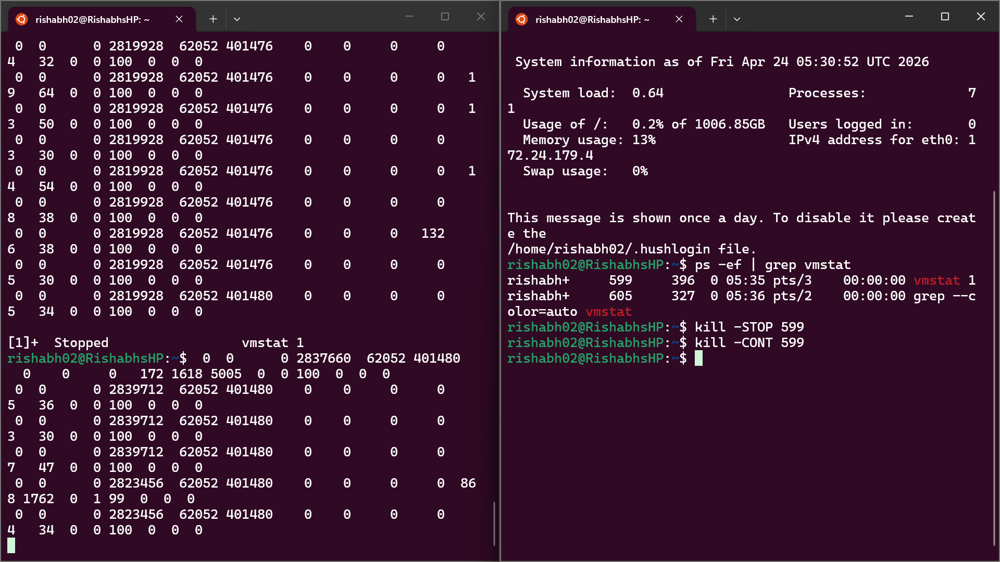 rishabh02@RishabhsHP: ~
 0  0      0 2819928  62052 401476    0    0     0     0
4   32  0  0 100  0  0  0
 0  0      0 2819928  62052 401476    0    0     0     0   1
9   64  0  0 100  0  0  0
 0  0      0 2819928  62052 401476    0    0     0     0   1
3   50  0  0 100  0  0  0
 0  0      0 2819928  62052 401476    0    0     0     0
3   30  0  0 100  0  0  0
 0  0      0 2819928  62052 401476    0    0     0     0   1
4   54  0  0 100  0  0  0
 0  0      0 2819928  62052 401476    0    0     0     0
8   38  0  0 100  0  0  0
 0  0      0 2819928  62052 401476    0    0     0   132
6   38  0  0 100  0  0  0
 0  0      0 2819928  62052 401476    0    0     0     0
5   30  0  0 100  0  0  0
 0  0      0 2819928  62052 401480    0    0     0     0
5   34  0  0 100  0  0  0
[1]+  Stopped                 vmstat 1
rishabh02@RishabhsHP:~$  0  0      0 2837660  62052 401480
  0    0     0   172 1618 5005  0  0 100  0  0  0
 0  0      0 2839712  62052 401480    0    0     0     0
5   36  0  0 100  0  0  0
 0  0      0 2839712  62052 401480    0    0     0     0
3   30  0  0 100  0  0  0
 0  0      0 2839712  62052 401480    0    0     0     0
7   47  0  0 100  0  0  0
 0  0      0 2823456  62052 401480    0    0     0     0  86
8 1762  0  1 99  0  0  0
 0  0      0 2823456  62052 401480    0    0     0     0
4   34  0  0 100  0  0  0
rishabh02@RishabhsHP: ~
 System information as of Fri Apr 24 05:30:52 UTC 2026
  System load:  0.64                Processes:             7
1
  Usage of /:   0.2% of 1006.85GB   Users logged in:       0
  Memory usage: 13%                 IPv4 address for eth0: 1
72.24.179.4
  Swap usage:   0%
This message is shown once a day. To disable it please creat
e the
/home/rishabh02/.hushlogin file.
rishabh02@RishabhsHP:~$ ps -ef | grep vmstat
rishabh+     599     396  0 05:35 pts/3    00:00:00 vmstat 1
rishabh+     605     327  0 05:36 pts/2    00:00:00 grep --c
olor=auto vmstat
rishabh02@RishabhsHP:~$ kill -STOP 599
rishabh02@RishabhsHP:~$ kill -CONT 599
rishabh02@RishabhsHP:~$